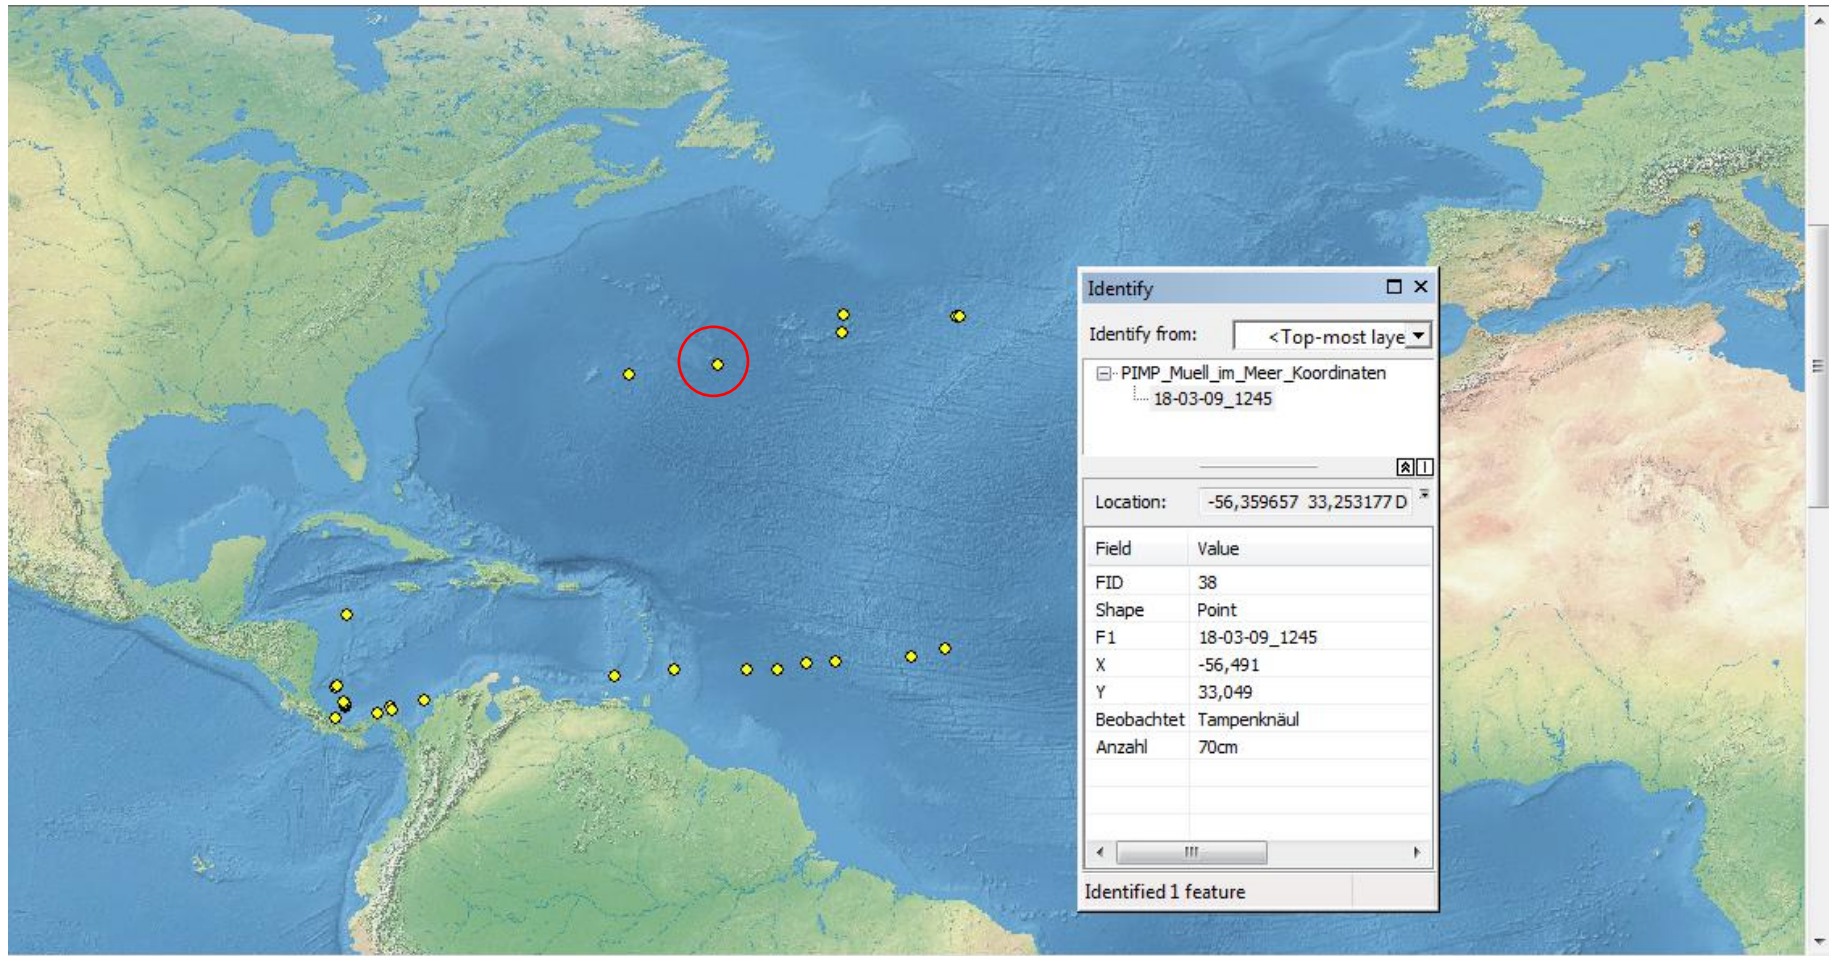 Identify
Identify from: <Top-most laye
PIMP_Muell_im_Meer_Koordinaten
18-03-09_1245
Location: -56,359657 33,253177 D
Field Value
FID 38
Shape Point
F1 18-03-09_1245
X -56,491
Y 33,049
Beobachtet Tampenknäul
Anzahl 70cm
Identified 1 feature